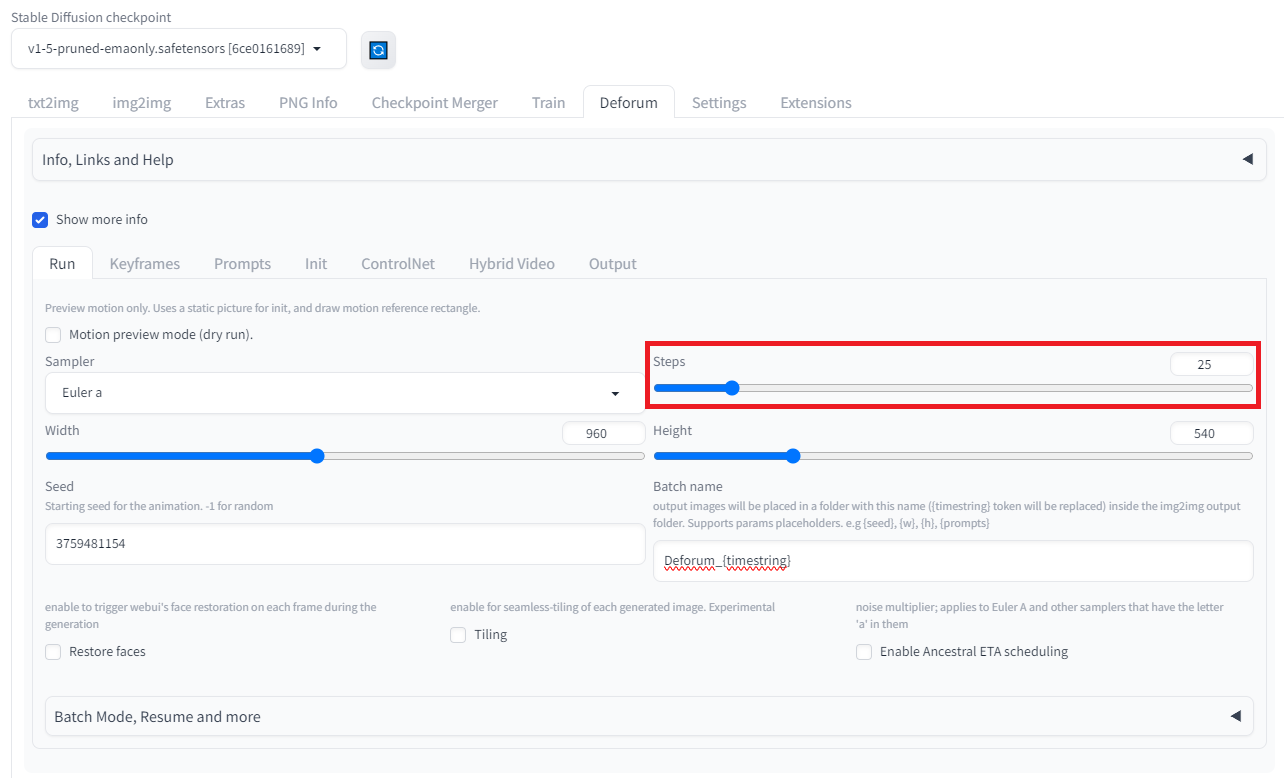 Stable Diffusion checkpoint
v1-5-pruned-emaonly.safetensors [6ce0161689]
txt2img img2img Extras PNG Info Checkpoint Merger Train Deforum Settings Extensions
Info, Links and Help
Show more info
Run Keyframes Prompts Init ControlNet Hybrid Video Output
Preview motion only. Uses a static picture for init, and draw motion reference rectangle.
Motion preview mode (dry run).
Sampler
Euler a
Steps 25
Width 960
Height 540
Seed
Starting seed for the animation. -1 for random
3759481154
Batch name
output images will be placed in a folder with this name ({timestring} token will be replaced) inside the img2img output
folder. Supports params placeholders. e.g {seed}, {w}, {h}, {prompts}
Deforum_{timestring}
enable to trigger webui's face restoration on each frame during the
generation
Restore faces
enable for seamless-tiling of each generated image. Experimental
Tiling
noise multiplier; applies to Euler A and other samplers that have the letter
'a' in them
Enable Ancestral ETA scheduling
Batch Mode, Resume and more